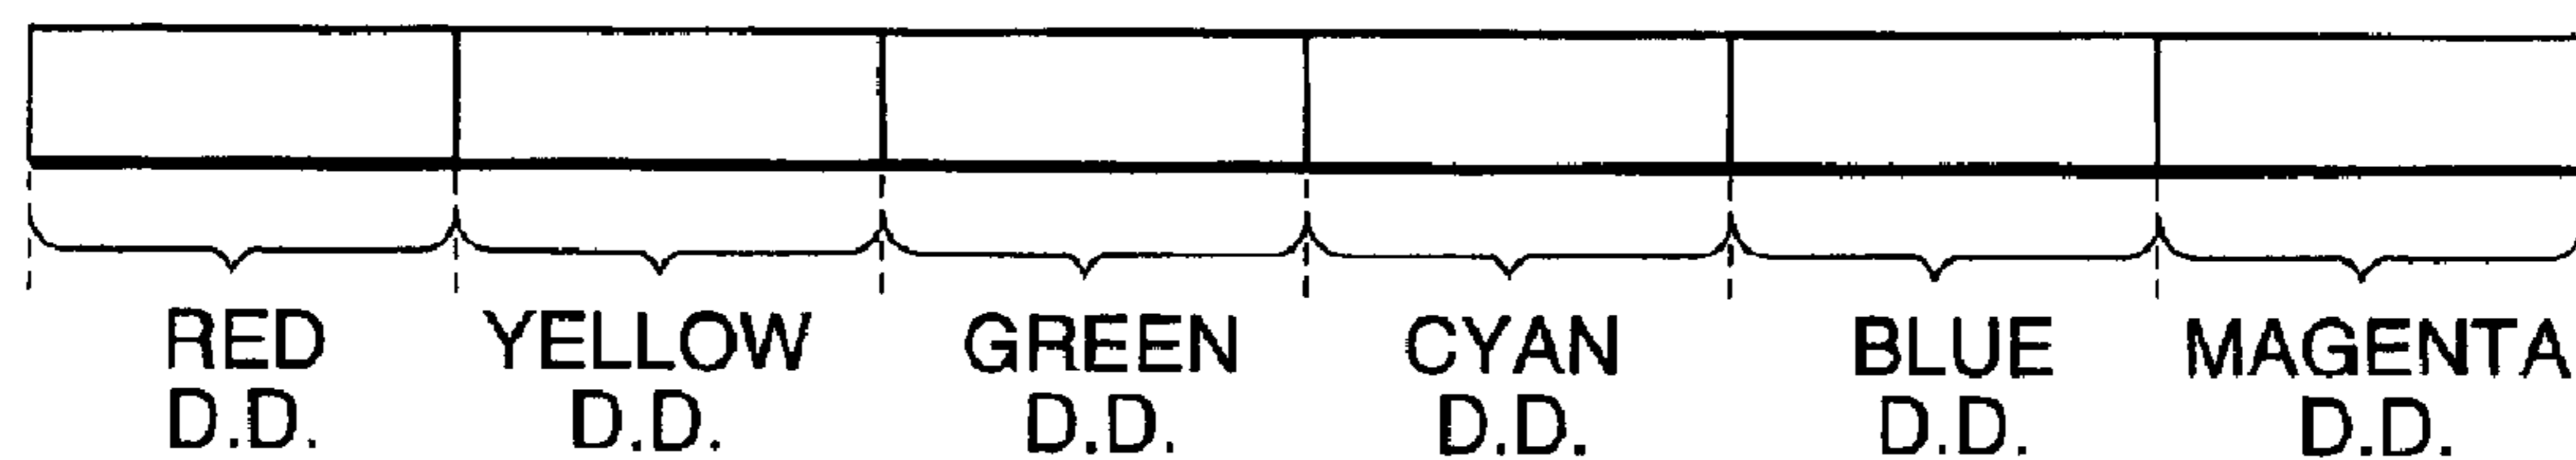 RED YELLOW GREEN CYAN BLUE MAGENTA
D.D. D.D. D.D. D.D. D.D. D.D.